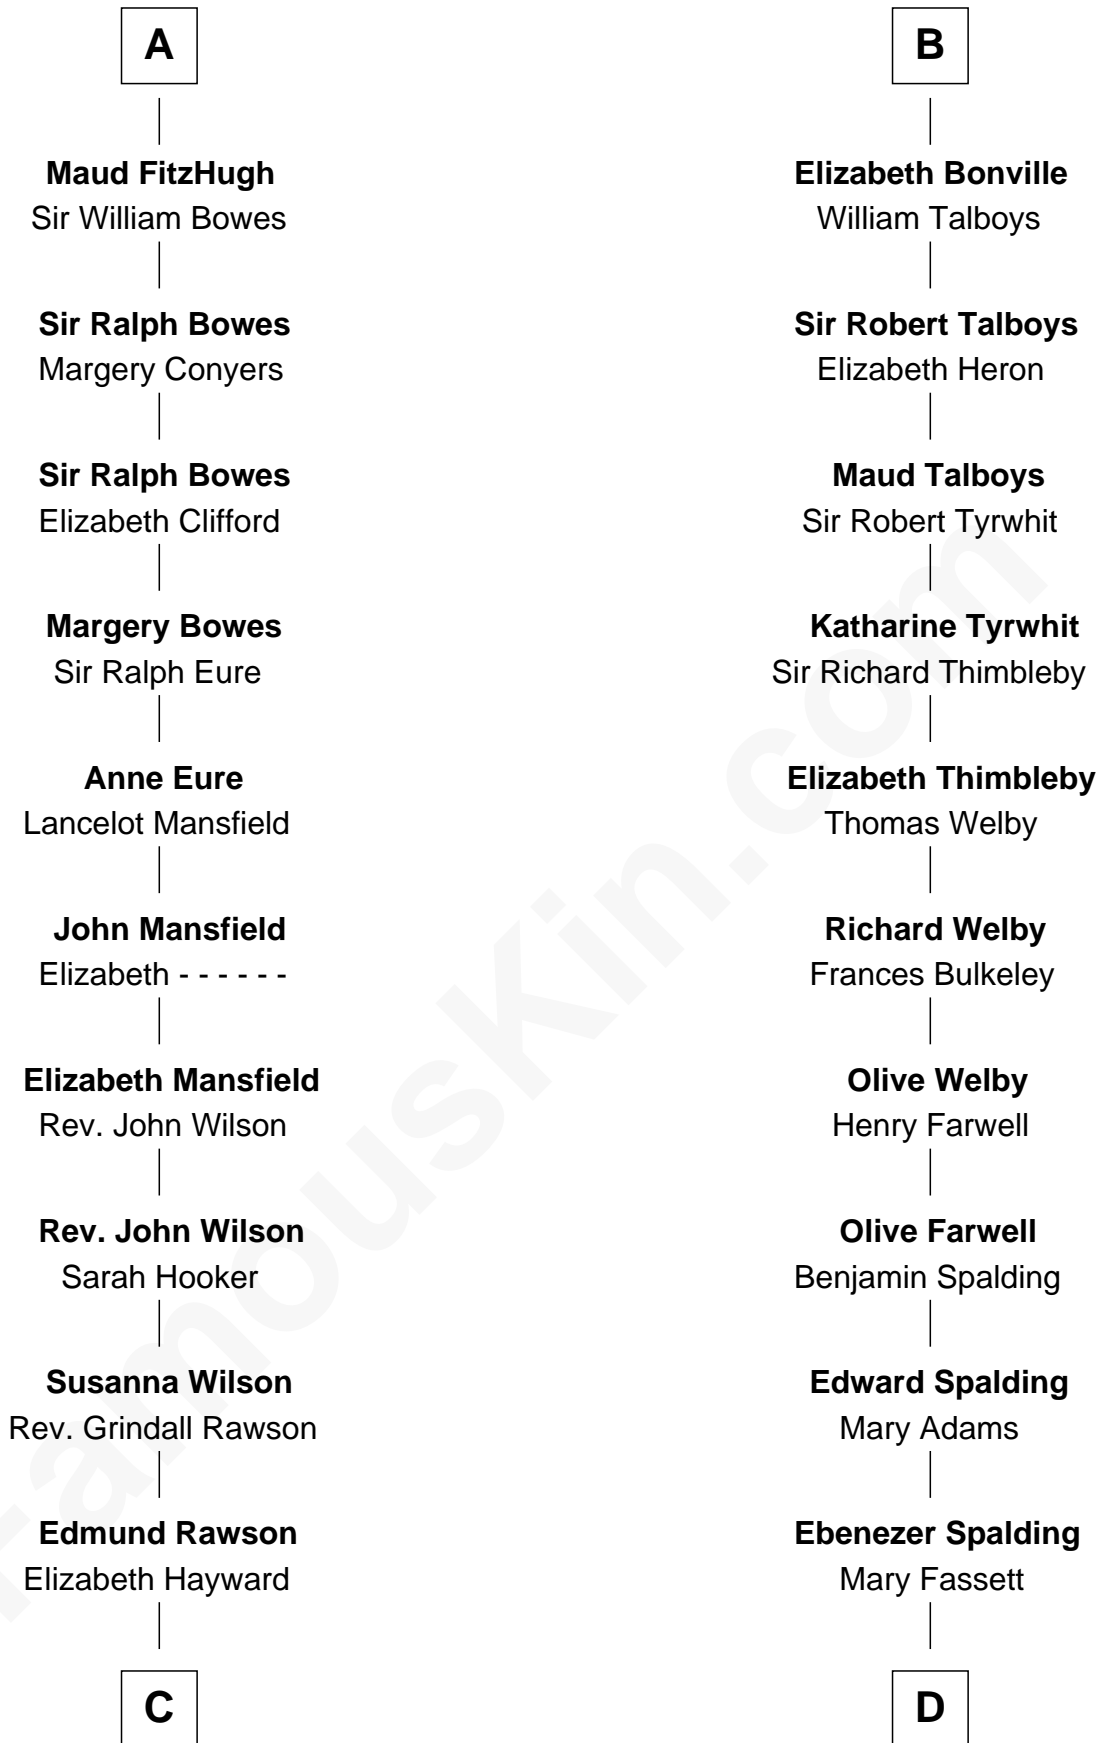 A
Maud FitzHugh
Sir William Bowes
Sir Ralph Bowes
Margery Conyers
Sir Ralph Bowes
Elizabeth Clifford
Margery Bowes
Sir Ralph Eure
Anne Eure
Lancelot Mansfield
John Mansfield
Elizabeth - - - - - -
Elizabeth Mansfield
Rev. John Wilson
Rev. John Wilson
Sarah Hooker
Susanna Wilson
Rev. Grindall Rawson
Edmund Rawson
Elizabeth Hayward
C
B
Elizabeth Bonville
William Talboys
Sir Robert Talboys
Elizabeth Heron
Maud Talboys
Sir Robert Tyrwhit
Katharine Tyrwhit
Sir Richard Thimbleby
Elizabeth Thimbleby
Thomas Welby
Richard Welby
Frances Bulkeley
Olive Welby
Henry Farwell
Olive Farwell
Benjamin Spalding
Edward Spalding
Mary Adams
Ebenezer Spalding
Mary Fassett
D
FamousKin.com